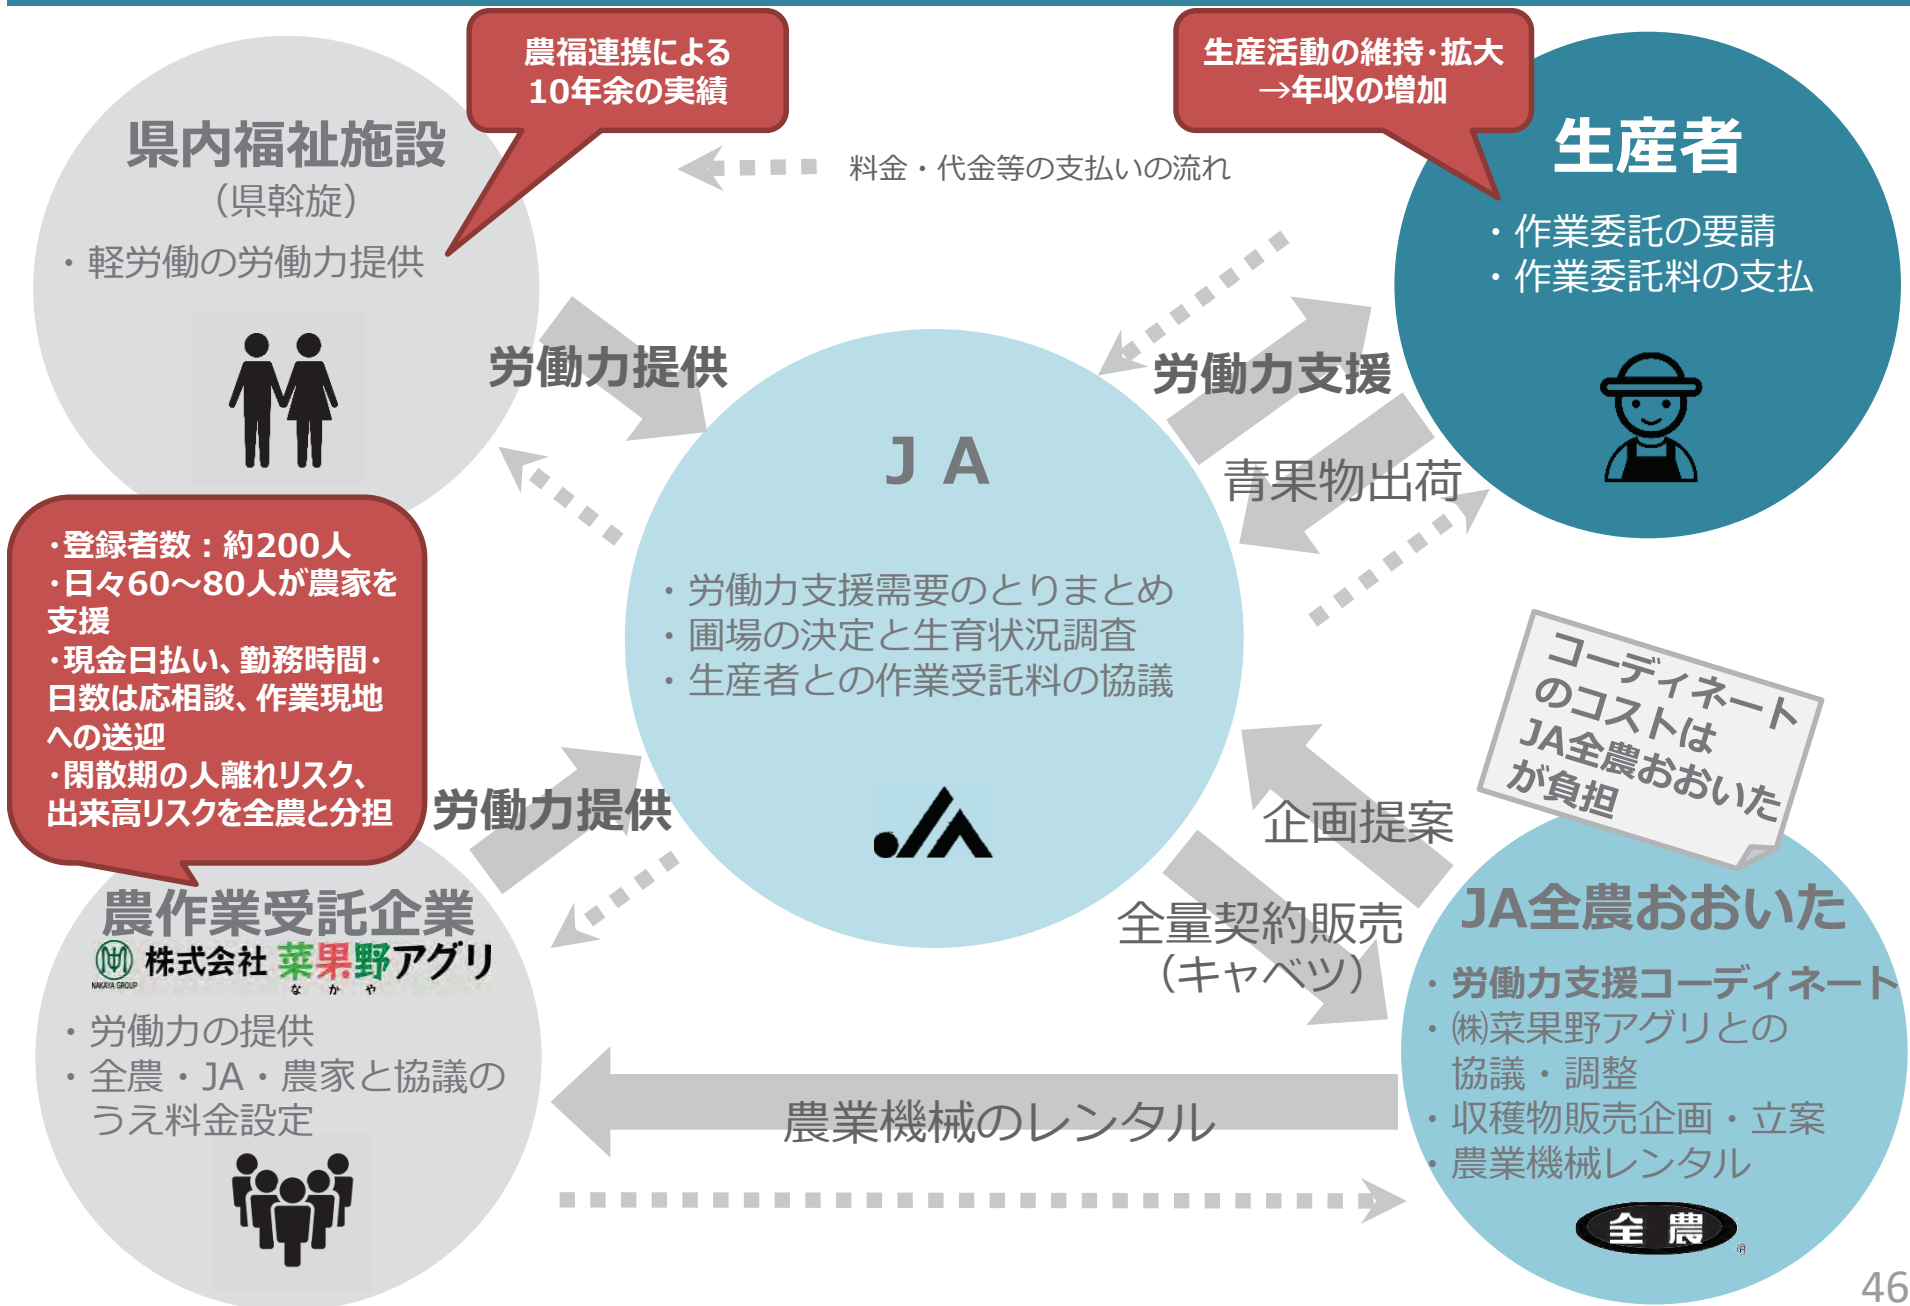 農福連携による
10年余の実績
生産活動の維持・拡大
→年収の増加
県内福祉施設
（県斡旋）
・軽労働の労働力提供
料金・代金等の支払いの流れ
生産者
・作業委託の要請
・作業委託料の支払
労働力提供
労働力支援
青果物出荷
JA
・労働力支援需要のとりまとめ
・圃場の決定と生育状況調査
・生産者との作業受託料の協議
・登録者数：約200人
・日々60～80人が農家を
支援
・現金日払い、勤務時間・
日数は応相談、作業現地
への送迎
・閑散期の人離れリスク、
出来高リスクを全農と分担
労働力提供
コーディネート
のコストは
JA全農おおいた
が負担
企画提案
全量契約販売
（キャベツ）
農作業受託企業
NAKAYA GROUP
株式会社 菜果野アグリ
なかや
・労働力の提供
・全農・JA・農家と協議の
うえ料金設定
農業機械のレンタル
JA全農おおいた
・労働力支援コーディネート
・㈱菜果野アグリとの
協議・調整
・収穫物販売企画・立案
・農業機械レンタル
全農
46